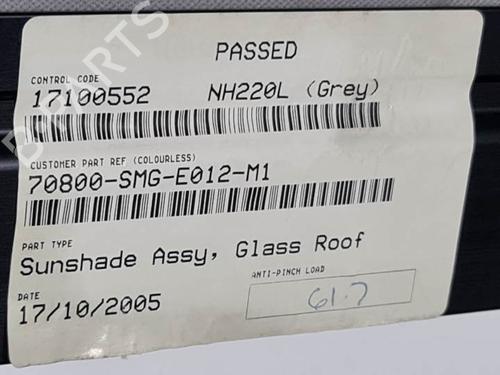 PASSED
CONTROL CODE
17100552 NH220L (Grey)
CUSTOMER PART REF (COLOURLESS)
70800-SMG-E012-M1
PART TYPE
Sunshade Assy, Glass Roof
DATE
17/10/2005
ANTI-PINCH LOAD
61.7